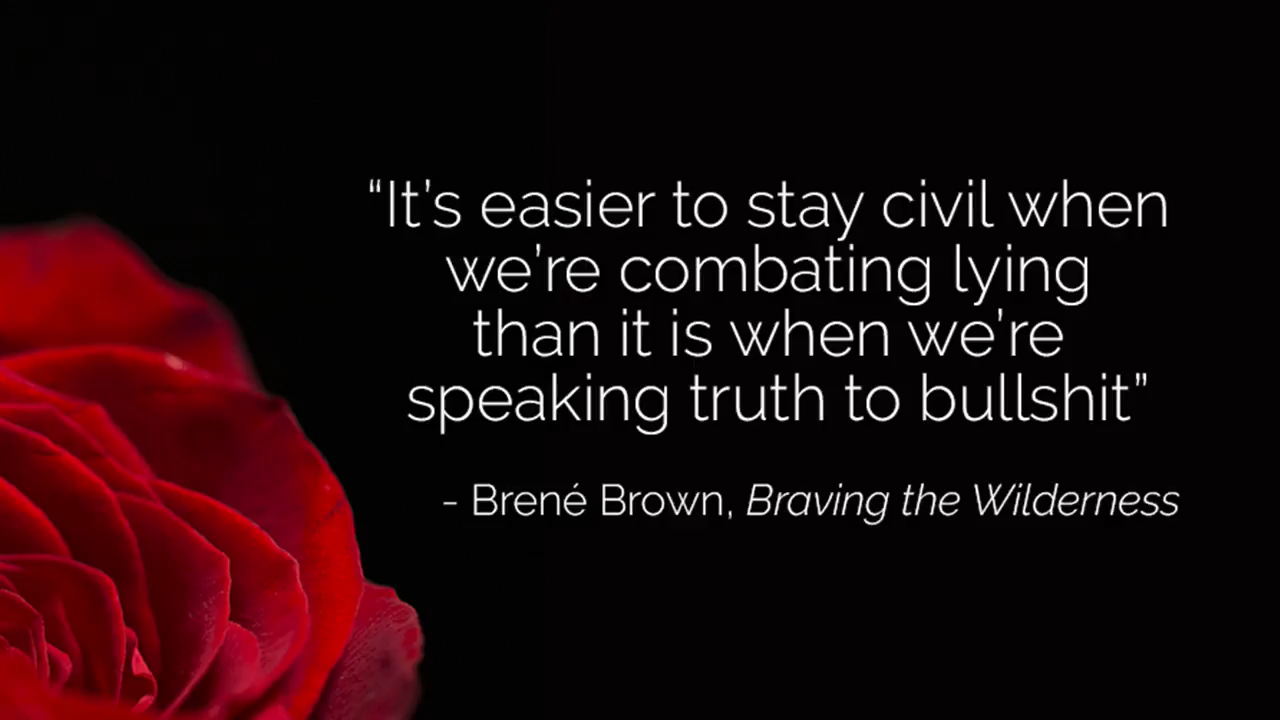 “It’s easier to stay civil when
we’re combating lying
than it is when we’re
speaking truth to bullshit”
- Brené Brown, Braving the Wilderness